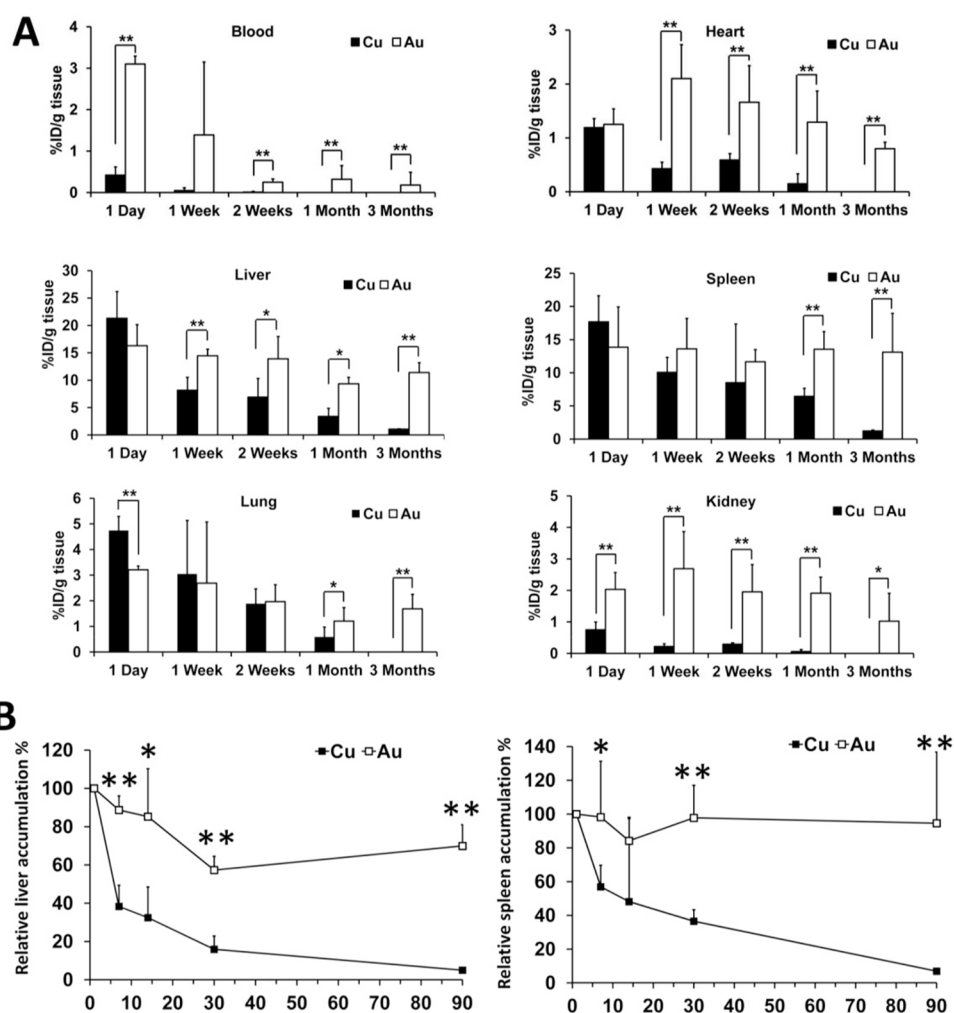 A
Blood
Cu Au
%ID/g tissue
4
3
2
1
0
**
**
**
**
1 Day 1 Week 2 Weeks 1 Month 3 Months
Heart
Cu Au
%ID/g tissue
3
2
1
0
**
**
**
**
1 Day 1 Week 2 Weeks 1 Month 3 Months
Liver
Cu Au
%ID/g tissue
30
25
20
15
10
5
0
**
*
*
**
1 Day 1 Week 2 Weeks 1 Month 3 Months
Spleen
Cu Au
%ID/g tissue
25
20
15
10
5
0
**
**
1 Day 1 Week 2 Weeks 1 Month 3 Months
Lung
Cu Au
%ID/g tissue
6
5
4
3
2
1
0
**
*
**
1 Day 1 Week 2 Weeks 1 Month 3 Months
Kidney
Cu Au
%ID/g tissue
5
4
3
2
1
0
**
**
**
**
*
1 Day 1 Week 2 Weeks 1 Month 3 Months
B
Relative liver accumulation %
Cu Au
120
100
80
60
40
20
0
**
*
**
**
0 10 20 30 40 50 60 70 80 90
Relative spleen accumulation %
Cu Au
140
120
100
80
60
40
20
0
*
**
**
0 10 20 30 40 50 60 70 80 90